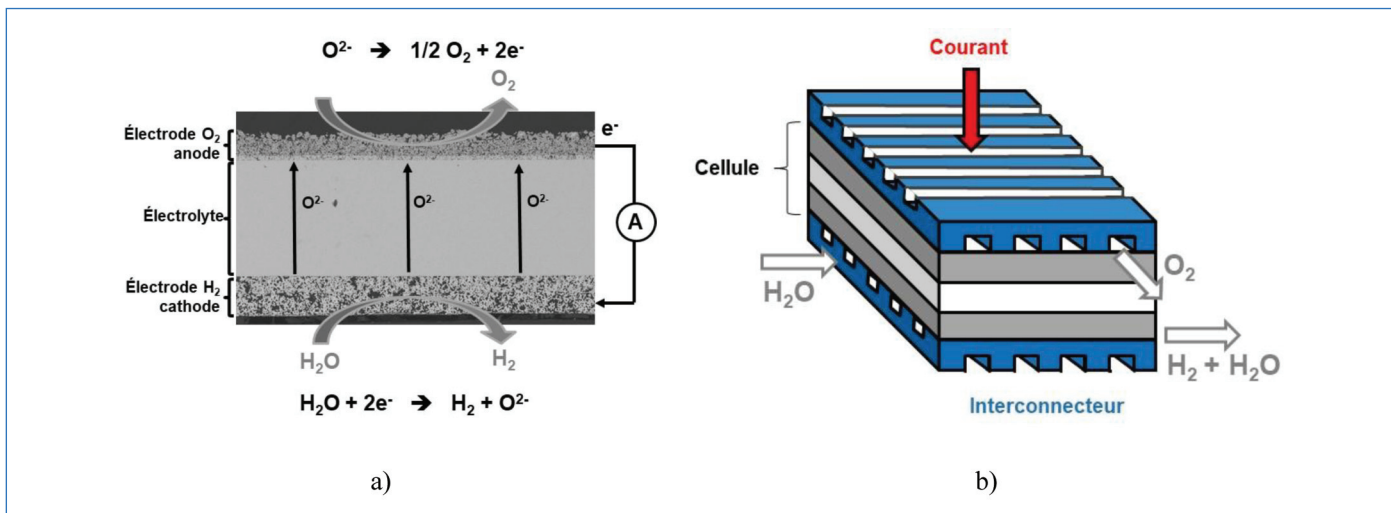 O²⁻ ➔ 1/2 O₂ + 2e⁻
O₂
Électrode O₂
anode
e⁻
O²⁻
O²⁻
O²⁻
A
Électrolyte
Électrode H₂
cathode
H₂O
H₂
H₂O + 2e⁻ ➔ H₂ + O²⁻
a)
Courant
Cellule
H₂O
O₂
H₂ + H₂O
Interconnecteur
b)